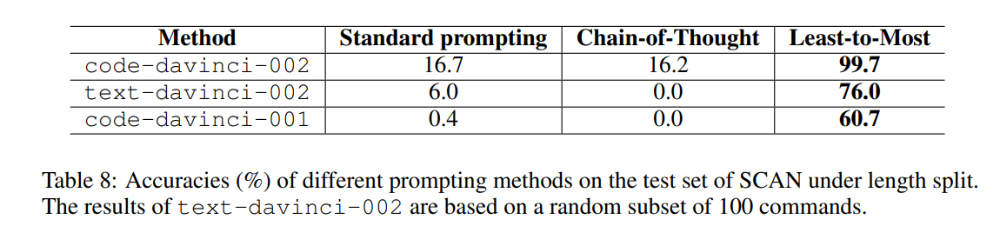 Method Standard prompting Chain-of-Thought Least-to-Most
code-davinci-002 16.7 16.2 99.7
text-davinci-002 6.0 0.0 76.0
code-davinci-001 0.4 0.0 60.7
Table 8: Accuracies (%) of different prompting methods on the test set of SCAN under length split.
The results of text-davinci-002 are based on a random subset of 100 commands.